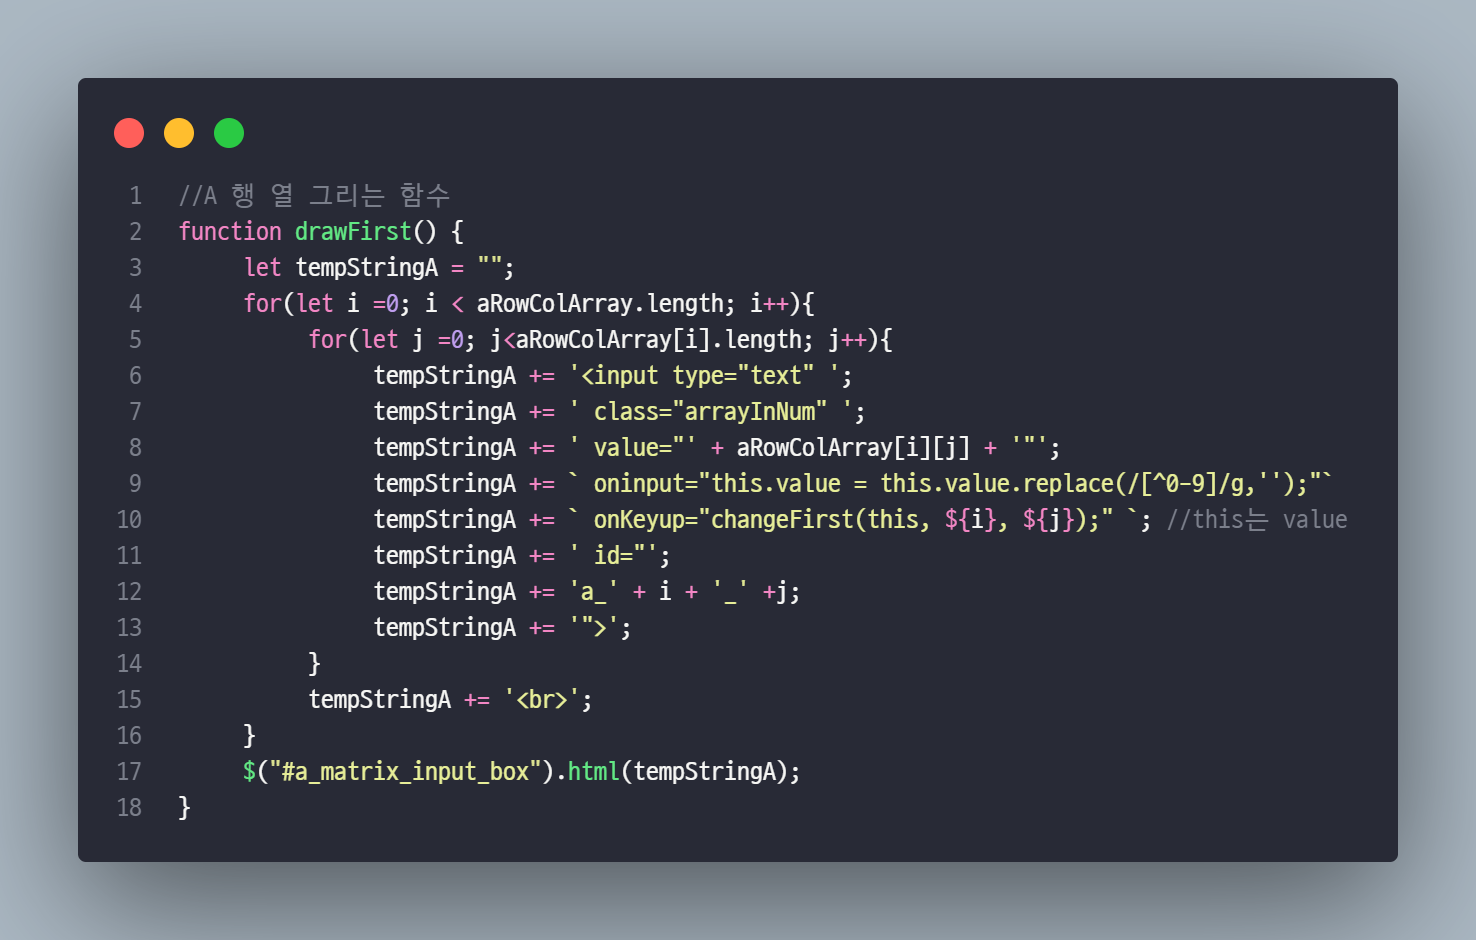 1 //A 행 열 그리는 함수
2 function drawFirst() {
3     let tempStringA = "";
4     for(let i =0; i < aRowColArray.length; i++){
5          for(let j =0; j<aRowColArray[i].length; j++){
6               tempStringA += '<input type="text" ';
7               tempStringA += ' class="arrayInNum" ';
8               tempStringA += ' value="' + aRowColArray[i][j] + '"';
9               tempStringA += ` oninput="this.value = this.value.replace(/[^0-9]/g,'');"`
10               tempStringA += ` onKeyup="changeFirst(this, ${i}, ${j});" `; //this는 value
11               tempStringA += ' id="';
12               tempStringA += 'a_' + i + '_' +j;
13               tempStringA += '">';
14          }
15          tempStringA += '<br>';
16     }
17     $("#a_matrix_input_box").html(tempStringA);
18 }